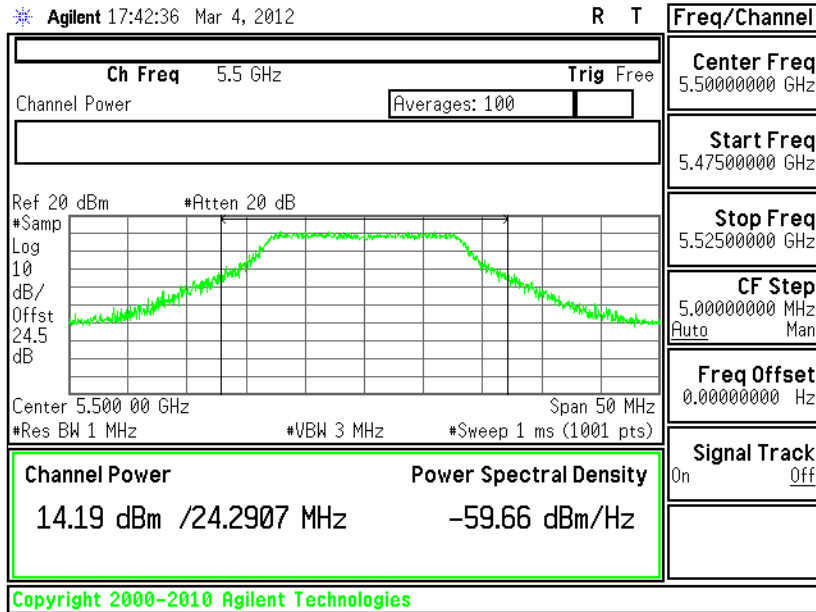 Agilent 17:42:36 Mar 4, 2012 R T
Freq/Channel
Ch Freq 5.5 GHz Trig Free
Channel Power Averages: 100
Center Freq
5.50000000 GHz
Start Freq
5.47500000 GHz
Ref 20 dBm #Atten 20 dB
#Samp
Log
10
dB/
Offst
24.5
dB
Stop Freq
5.52500000 GHz
CF Step
5.00000000 MHz
Auto Man
Center 5.500 00 GHz Span 50 MHz
#Res BW 1 MHz #VBW 3 MHz #Sweep 1 ms (1001 pts)
Freq Offset
0.00000000 Hz
Signal Track
On Off
Channel Power Power Spectral Density
14.19 dBm /24.2907 MHz -59.66 dBm/Hz
Copyright 2000-2010 Agilent Technologies